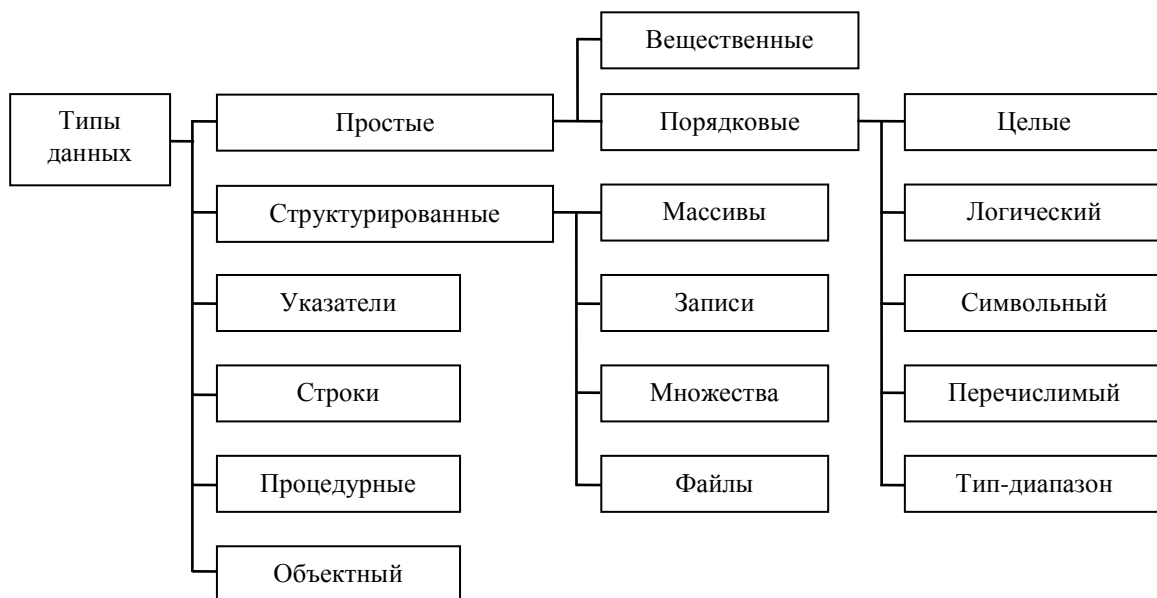 Вещественные
Типы
данных
Простые
Порядковые
Целые
Структурированные
Массивы
Логический
Указатели
Записи
Символьный
Строки
Множества
Перечислимый
Процедурные
Файлы
Тип-диапазон
Объектный